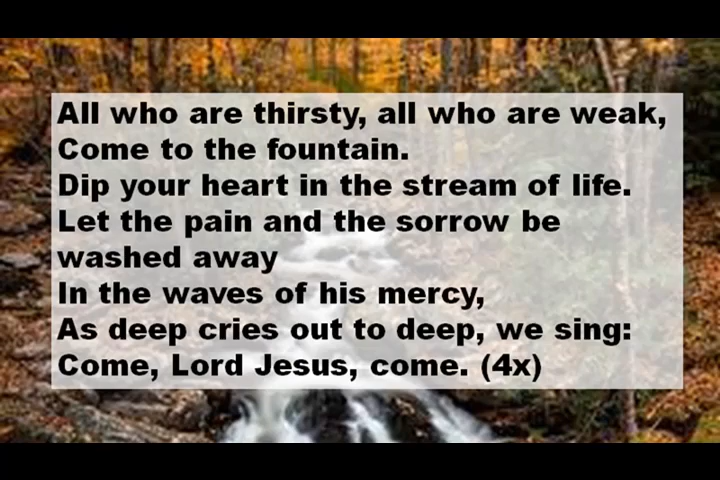 All who are thirsty, all who are weak,
Come to the fountain.
Dip your heart in the stream of life.
Let the pain and the sorrow be
washed away
In the waves of his mercy,
As deep cries out to deep, we sing:
Come, Lord Jesus, come. (4x)